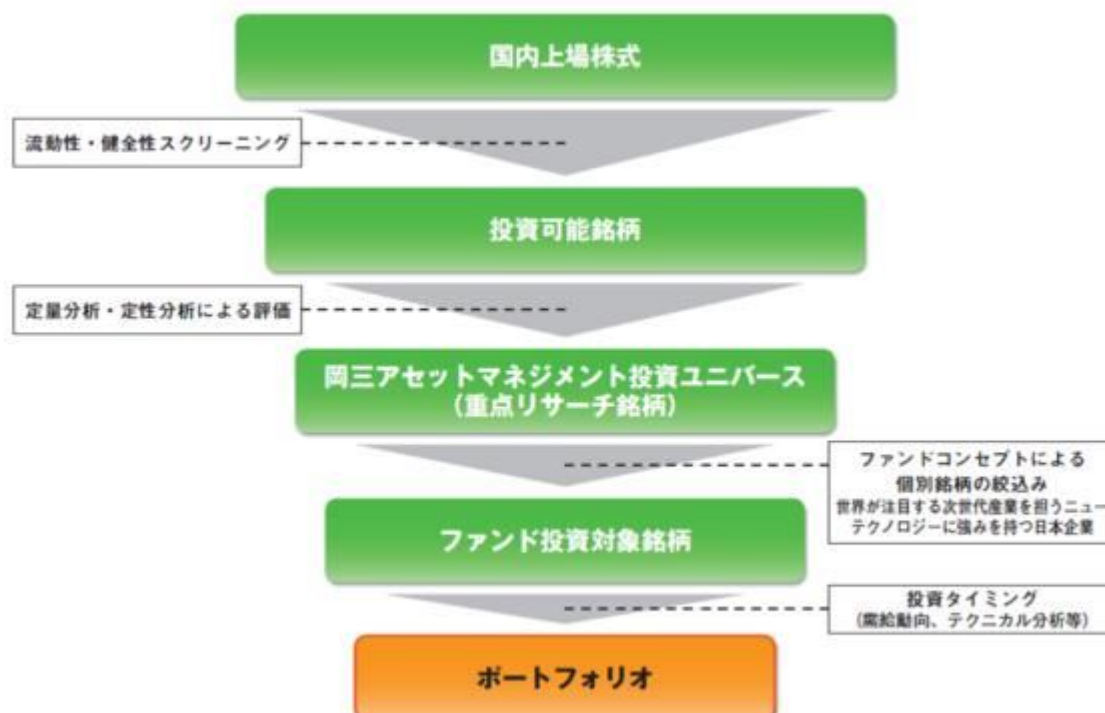 国内上場株式
流動性・健全性スクリーニング
投資可能銘柄
定量分析・定性分析による評価
岡三アセットマネジメント投資ユニバース
（重点リサーチ銘柄）
ファンドコンセプトによる
個別銘柄の絞込み
世界が注目する次世代産業を担うニュー
テクノロジーに強みを持つ日本企業
ファンド投資対象銘柄
投資タイミング
（需給動向、テクニカル分析等）
ポートフォリオ